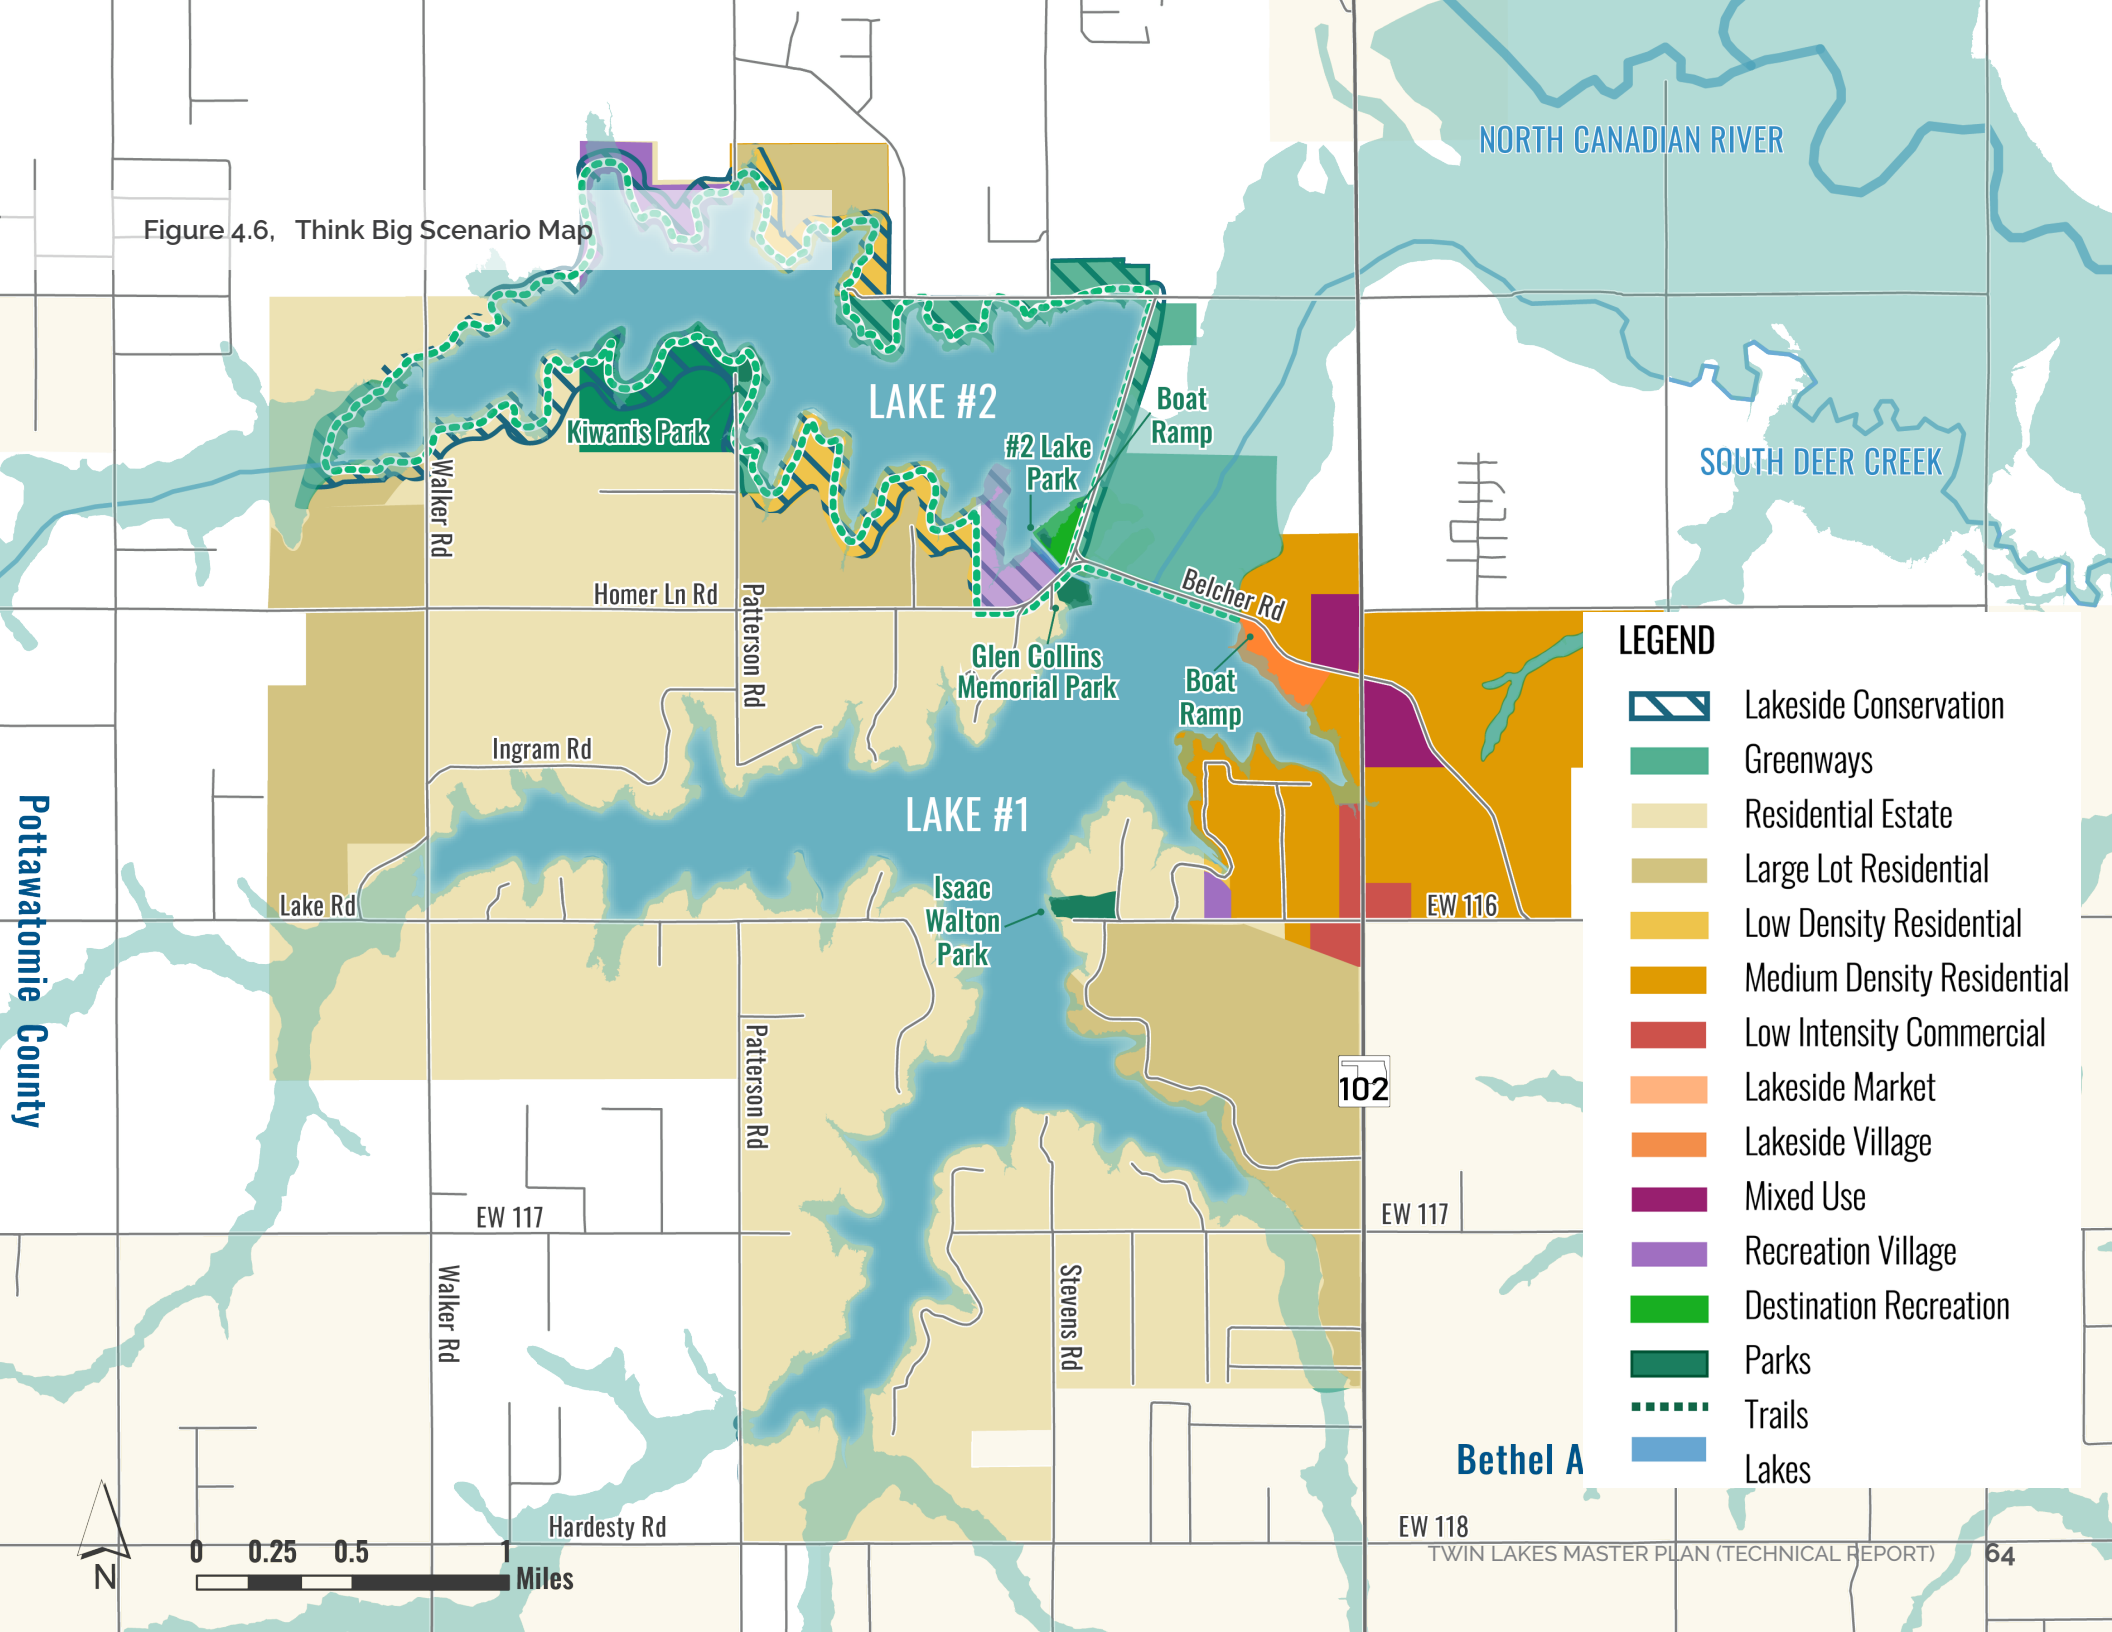 NORTH CANADIAN RIVER
Figure 4.6, Think Big Scenario Map
LAKE #2
Boat
Ramp
Kiwanis Park
#2 Lake
Park
SOUTH DEER CREEK
Walker Rd
Homer Ln Rd
Patterson Rd
Belcher Rd
Glen Collins
Memorial Park
Boat
Ramp
Ingram Rd
LAKE #1
Pottawatomie County
Lake Rd
Isaac
Walton
Park
EW 116
Patterson Rd
102
EW 117
EW 117
Walker Rd
Stevens Rd
Bethel A
Hardesty Rd
EW 118
LEGEND
Lakeside Conservation
Greenways
Residential Estate
Large Lot Residential
Low Density Residential
Medium Density Residential
Low Intensity Commercial
Lakeside Market
Lakeside Village
Mixed Use
Recreation Village
Destination Recreation
Parks
Trails
Lakes
N
0 0.25 0.5 1
Miles
TWIN LAKES MASTER PLAN (TECHNICAL REPORT) 64